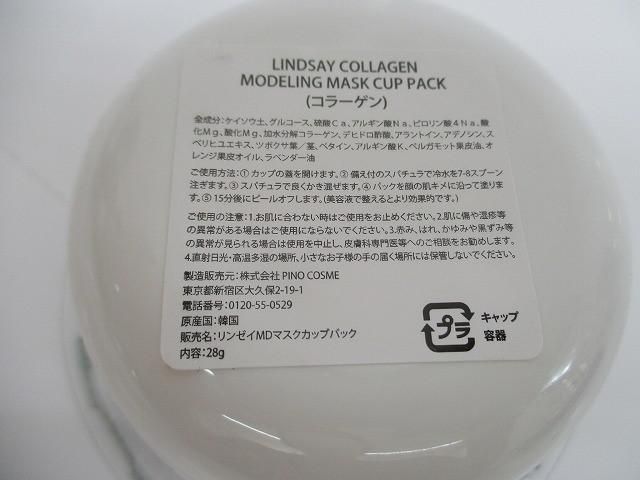 LINDSAY COLLAGEN
MODELING MASK CUP PACK
(コラーゲン)
全成分:ケイソウ土、グルコース、硫酸Ｃａ、アルギン酸Ｎａ、ピロリン酸４Ｎａ、酸
化Ｍｇ、酸化Ｍｇ、加水分解コラーゲン、デヒドロ酢酸、アラントイン、アデノシン、ス
ベリヒユエキス、ツボクサ葉／茎、ベタイン、アルギン酸Ｋ、ベルガモット果皮油、オ
レンジ果皮オイル、ラベンダー油
ご使用方法:① カップの蓋を開けます。② 備え付のスパチュラで冷水を7-8スプーン
注ぎます。③ スパチュラで良くかき混ぜます。④ パックを顔の肌キメに沿って塗りま
す。⑤ 15分後にピールオフします。(美容液で整えるとより効果的です。)
ご使用の注意:1.お肌に合わない時はご使用をお止めください。2.肌に傷や湿疹等
の異常がある場合はご使用にならないでください。3.赤み、はれ、かゆみや黒ずみ等
の異常が見られる場合は使用を中止し、皮膚科専門医等へのご相談をお勧めします。
4.直射日光・高温多湿の場所、小さなお子様の手の届く場所には保管しないでください。
製造販売元:株式会社 PINO COSME
東京都新宿区大久保2-19-1
電話番号:0120-55-0529
原産国:韓国
販売名:リンゼイMDマスクカップパック
内容:28g
プラ
キャップ
容器